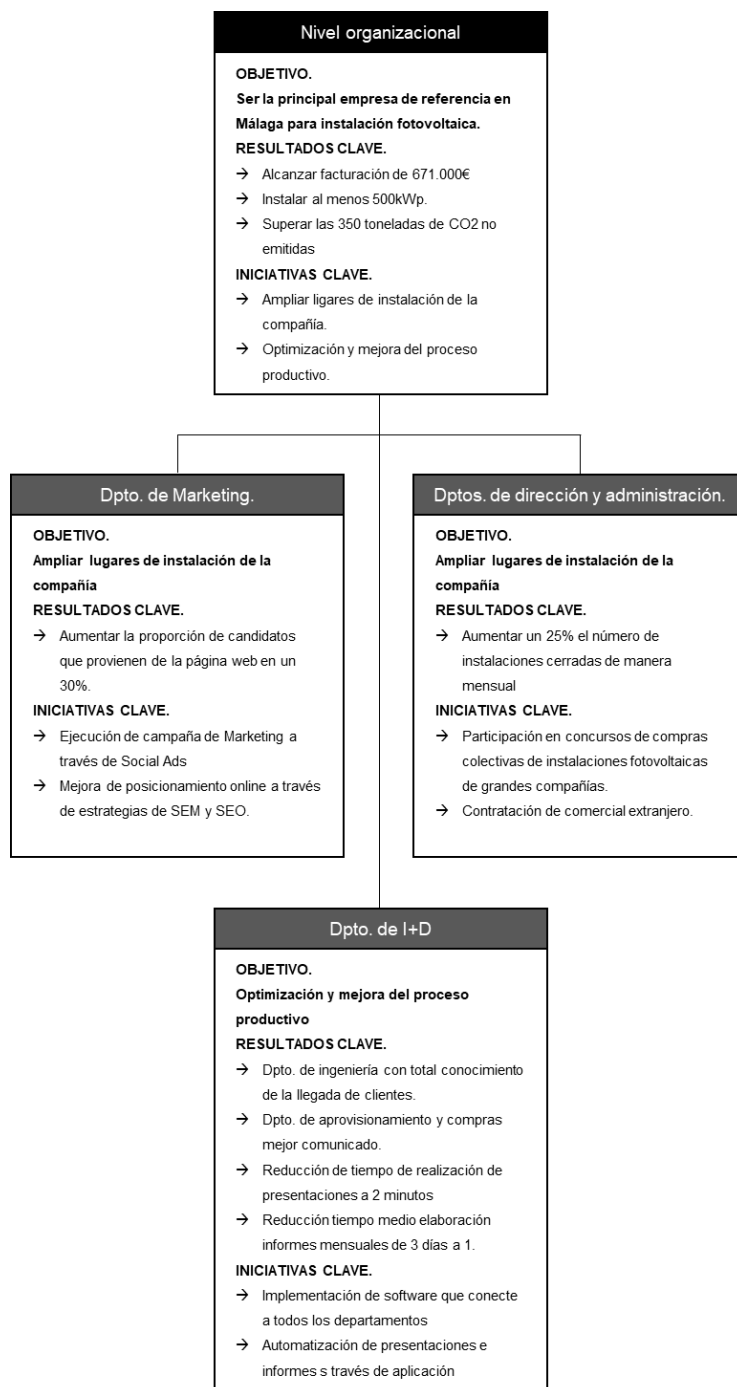 Nivel organizacional
OBJETIVO.
Ser la principal empresa de referencia en
Málaga para instalación fotovoltaica.
RESULTADOS CLAVE.
→ Alcanzar facturación de 671.000€
→ Instalar al menos 500kWp.
→ Superar las 350 toneladas de CO2 no
emitidas
INICIATIVAS CLAVE.
→ Ampliar ligares de instalación de la
compañía.
→ Optimización y mejora del proceso
productivo.
Dpto. de Marketing.
OBJETIVO.
Ampliar lugares de instalación de la
compañía
RESULTADOS CLAVE.
→ Aumentar la proporción de candidatos
que provienen de la página web en un
30%.
INICIATIVAS CLAVE.
→ Ejecución de campaña de Marketing a
través de Social Ads
→ Mejora de posicionamiento online a través
de estrategias de SEM y SEO.
Dptos. de dirección y administración.
OBJETIVO.
Ampliar lugares de instalación de la
compañía
RESULTADOS CLAVE.
→ Aumentar un 25% el número de
instalaciones cerradas de manera
mensual
INICIATIVAS CLAVE.
→ Participación en concursos de compras
colectivas de instalaciones fotovoltaicas
de grandes compañías.
→ Contratación de comercial extranjero.
Dpto. de I+D
OBJETIVO.
Optimización y mejora del proceso
productivo
RESULTADOS CLAVE.
→ Dpto. de ingeniería con total conocimiento
de la llegada de clientes.
→ Dpto. de aprovisionamiento y compras
mejor comunicado.
→ Reducción de tiempo de realización de
presentaciones a 2 minutos
→ Reducción tiempo medio elaboración
informes mensuales de 3 días a 1.
INICIATIVAS CLAVE.
→ Implementación de software que conecte
a todos los departamentos
→ Automatización de presentaciones e
informes s través de aplicación